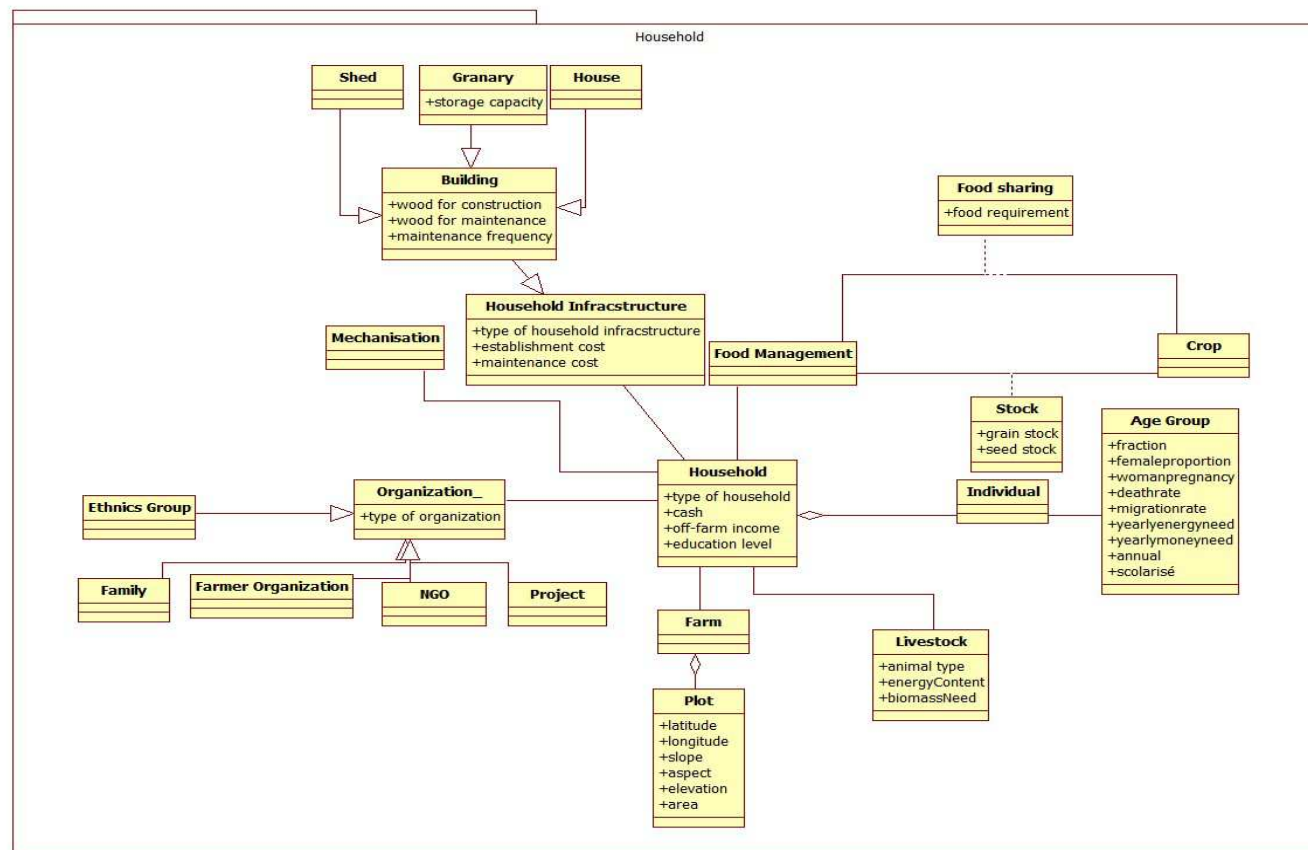 Household
Shed
Granary
+storage capacity
House
Building
+wood for construction
+wood for maintenance
+maintenance frequency
Food sharing
+food requirement
Household Infracstructure
+type of household infracstructure
+establishment cost
+maintenance cost
Mechanisation
Food Management
Crop
Stock
+grain stock
+seed stock
Age Group
+fraction
+femaleproportion
+womanpregnancy
+deathrate
+migrationrate
+yearlyenergyneed
+yearlymoneyneed
+annual
+scolarisé
Household
+type of household
+cash
+off-farm income
+education level
Individual
Organization_
+type of organization
Ethnics Group
Family
Farmer Organization
NGO
Project
Farm
Livestock
+animal type
+energyContent
+biomassNeed
Plot
+latitude
+longitude
+slope
+aspect
+elevation
+area